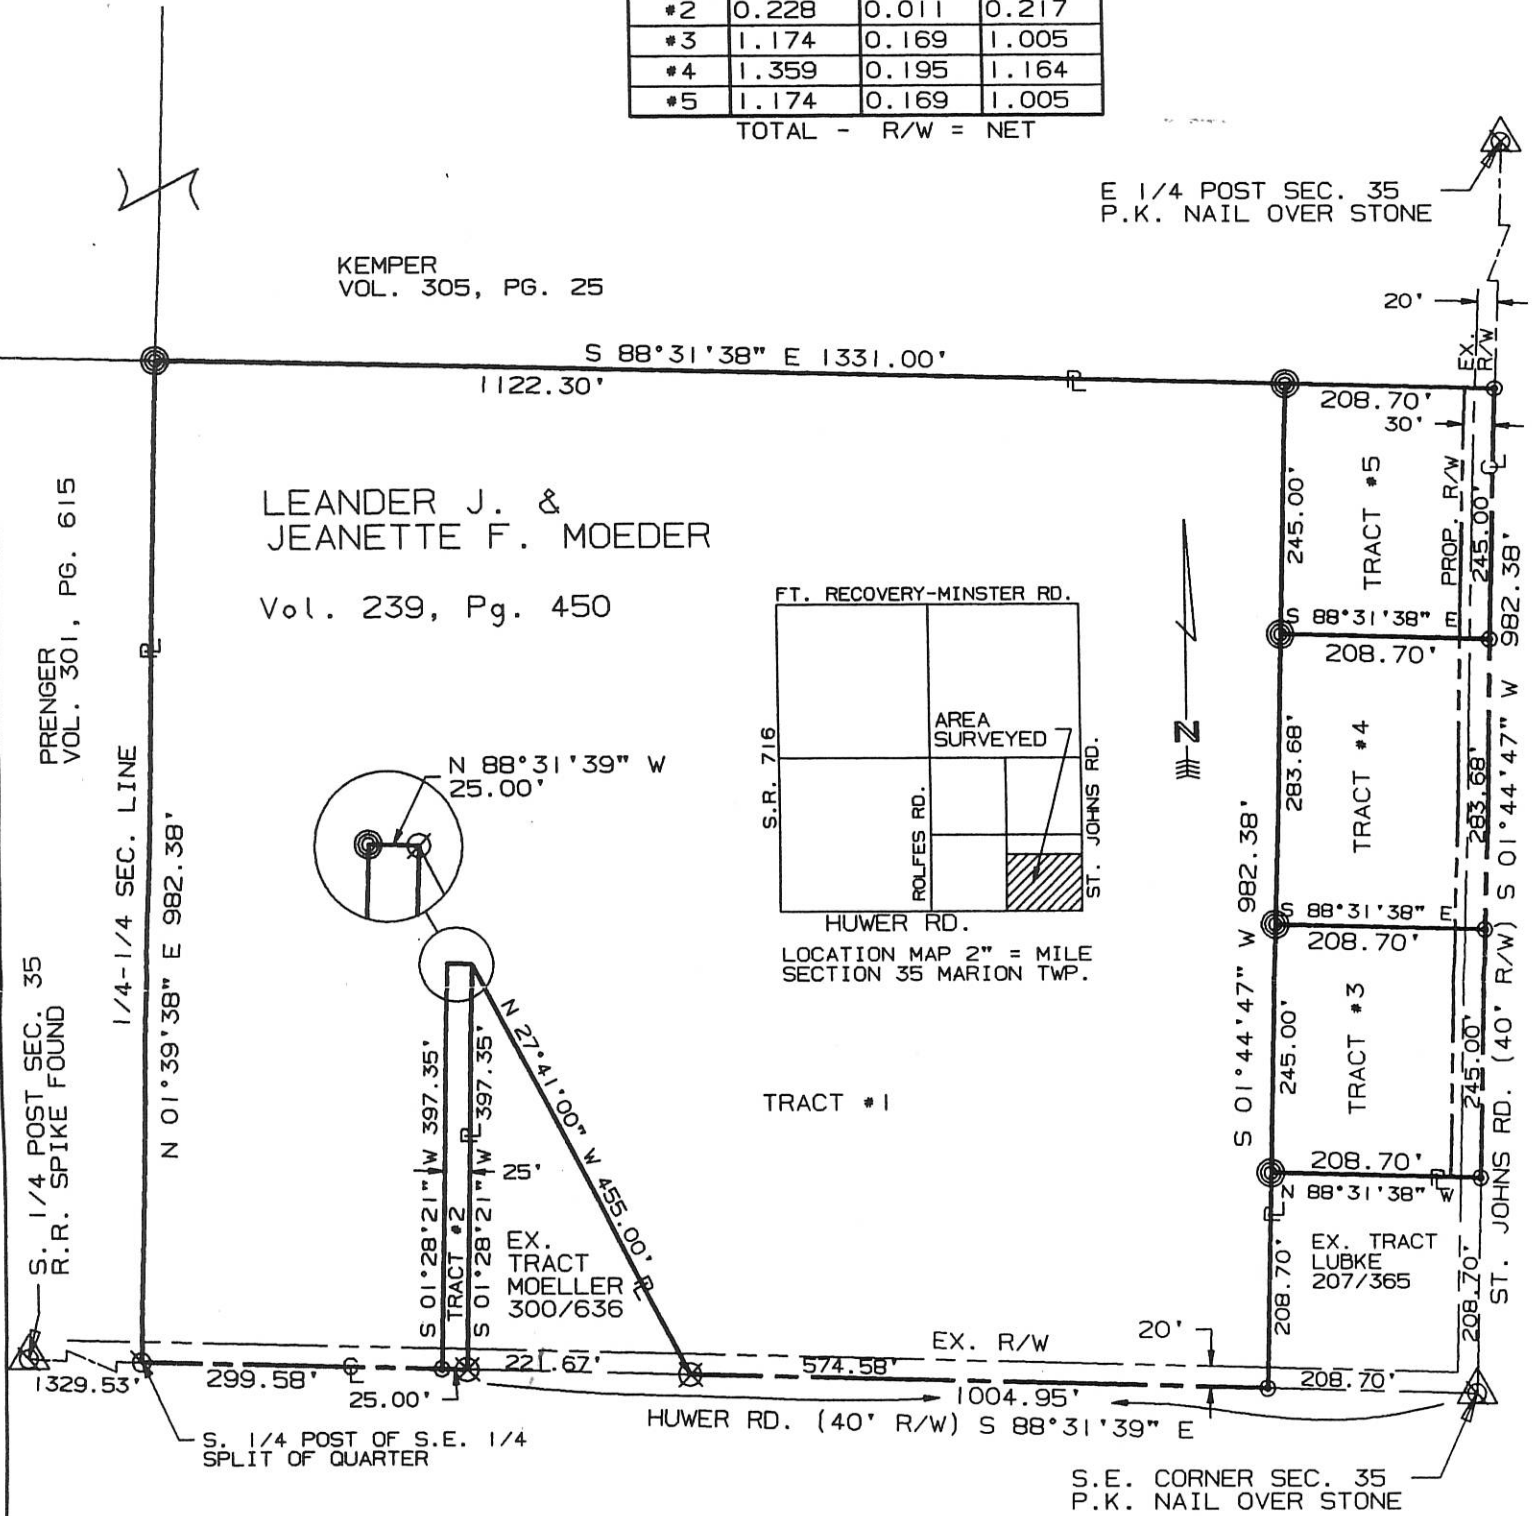 #2 0.228 0.011 0.217
#3 1.174 0.169 1.005
#4 1.359 0.195 1.164
#5 1.174 0.169 1.005
TOTAL - R/W = NET
E 1/4 POST SEC. 35
P.K. NAIL OVER STONE
KEMPER
VOL. 305, PG. 25
20'
EX.
R/W
S 88°31'38" E 1331.00'
1122.30'
PL
208.70'
30'
LEANDER J. &
JEANETTE F. MOEDER
Vol. 239, Pg. 450
PRENGER
VOL. 301, PG. 615
PL
245.00'
TRACT #5
PROP. R/W
245.00'
CL
S 88°31'38" E
208.70'
S 01°44'47" W 982.38'
FT. RECOVERY-MINSTER RD.
AREA
SURVEYED
S.R. 716
ROLFES RD.
ST. JOHNS RD.
HUWER RD.
LOCATION MAP 2" = MILE
SECTION 35 MARION TWP.
N
N 88°31'39" W
25.00'
1/4-1/4 SEC. LINE
N 01°39'38" E 982.38'
283.68'
TRACT #4
283.68'
S 88°31'38" E
208.70'
S 01°44'47" W 982.38'
245.00'
TRACT #3
245.00'
ST. JOHNS RD. (40' R/W)
S. 1/4 POST SEC. 35
R.R. SPIKE FOUND
S 01°28'21" W 397.35'
TRACT #2
S 01°28'21" W 397.35'
PL
25'
N 27°41'00" W 455.00'
PL
TRACT #1
208.70'
N 88°31'38" W
PL
PL
EX.
TRACT
MOELLER
300/636
EX. TRACT
LUBKE
207/365
208.70'
208.70'
EX. R/W
20'
1329.53'
299.58'
CL
25.00'
221.67'
574.58'
208.70'
1004.95'
HUWER RD. (40' R/W) S 88°31'39" E
S. 1/4 POST OF S.E. 1/4
SPLIT OF QUARTER
S.E. CORNER SEC. 35
P.K. NAIL OVER STONE